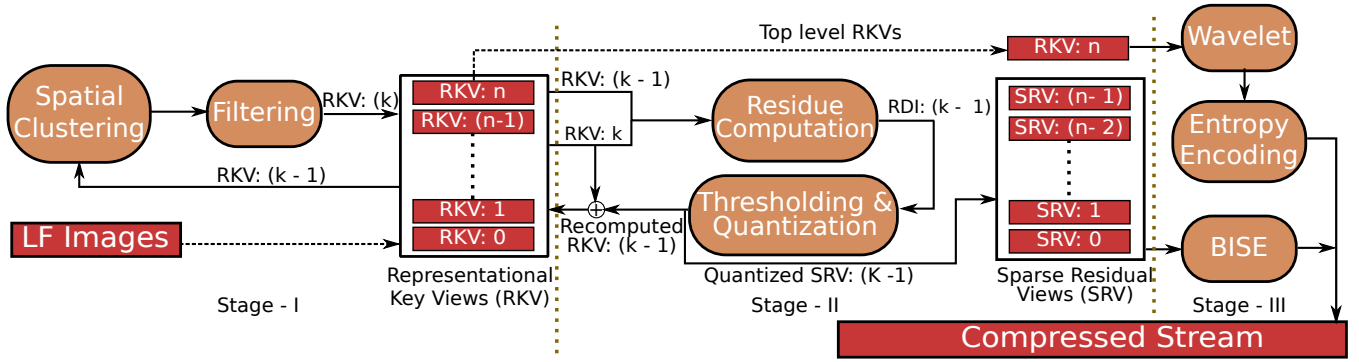 Spatial
Clustering
Filtering
RKV: (k)
RKV: (k - 1)
LF Images
RKV: n
RKV: (n-1)
RKV: 1
RKV: 0
Representational
Key Views (RKV)
Stage - I
Top level RKVs
RKV: (k - 1)
RKV: k
Residue
Computation
RDI: (k - 1)
Thresholding &
Quantization
Recomputed
RKV: (k - 1)
Quantized SRV: (K -1)
Stage - II
RKV: n
SRV: (n- 1)
SRV: (n- 2)
SRV: 1
SRV: 0
Sparse Residual
Views (SRV)
Wavelet
Entropy
Encoding
BISE
Stage - III
Compressed Stream